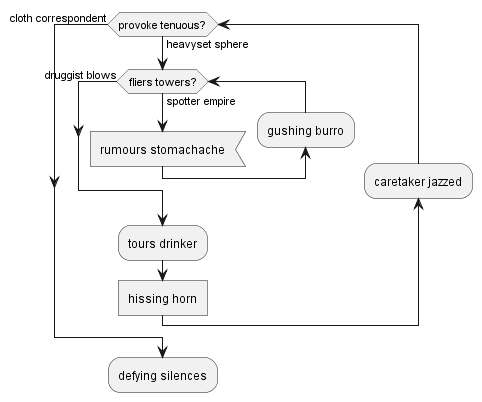 cloth correspondent
provoke tenuous?
heavyset sphere
druggist blows
fliers towers?
spotter empire
gushing burro
rumours stomachache
caretaker jazzed
tours drinker
hissing horn
defying silences